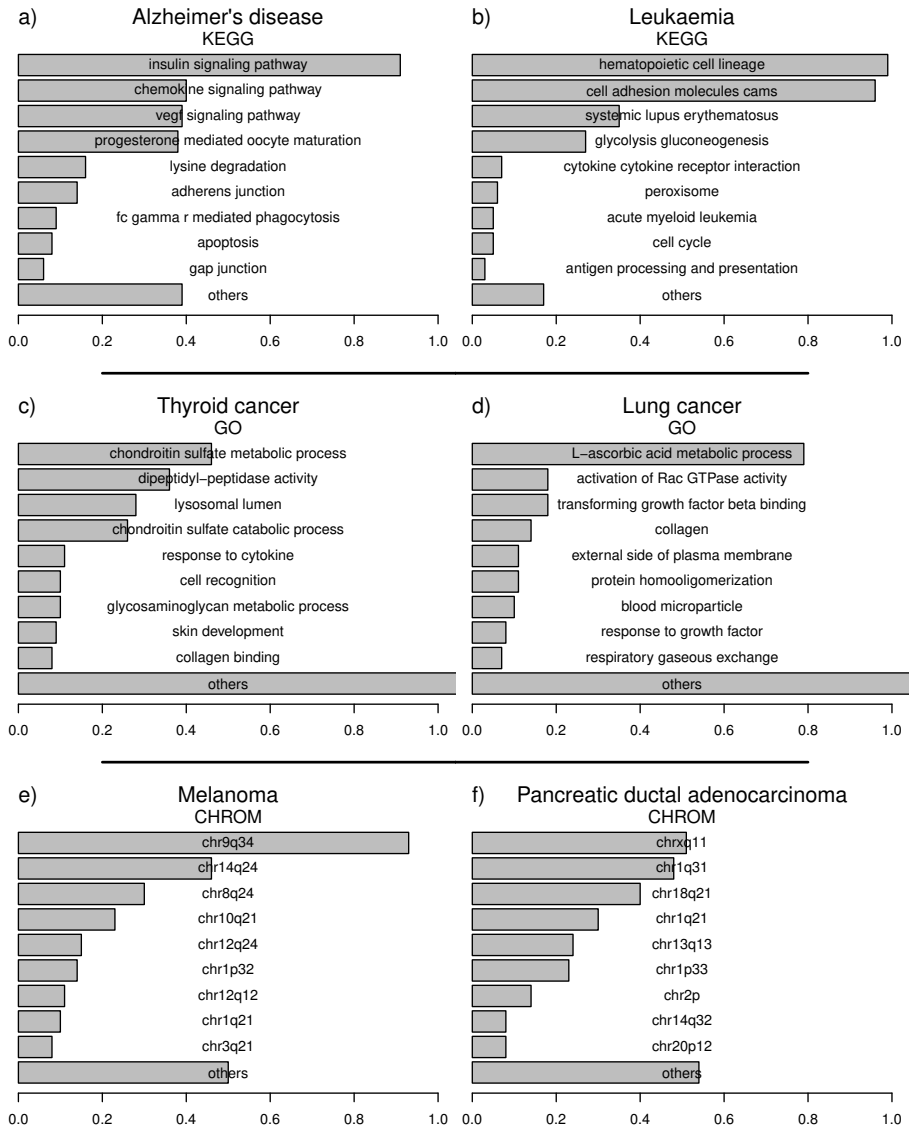 a) Alzheimer's disease
KEGG
insulin signaling pathway
chemokine signaling pathway
vegf signaling pathway
progesterone mediated oocyte maturation
lysine degradation
adherens junction
fc gamma r mediated phagocytosis
apoptosis
gap junction
others
0.0 0.2 0.4 0.6 0.8 1.0
b) Leukaemia
KEGG
hematopoietic cell lineage
cell adhesion molecules cams
systemic lupus erythematosus
glycolysis gluconeogenesis
cytokine cytokine receptor interaction
peroxisome
acute myeloid leukemia
cell cycle
antigen processing and presentation
others
0.0 0.2 0.4 0.6 0.8 1.0
c) Thyroid cancer
GO
chondroitin sulfate metabolic process
dipeptidyl−peptidase activity
lysosomal lumen
chondroitin sulfate catabolic process
response to cytokine
cell recognition
glycosaminoglycan metabolic process
skin development
collagen binding
others
0.0 0.2 0.4 0.6 0.8 1.0
d) Lung cancer
GO
L−ascorbic acid metabolic process
activation of Rac GTPase activity
transforming growth factor beta binding
collagen
external side of plasma membrane
protein homooligomerization
blood microparticle
response to growth factor
respiratory gaseous exchange
others
0.0 0.2 0.4 0.6 0.8 1.0
e) Melanoma
CHROM
chr9q34
chr14q24
chr8q24
chr10q21
chr12q24
chr1p32
chr12q12
chr1q21
chr3q21
others
0.0 0.2 0.4 0.6 0.8 1.0
f) Pancreatic ductal adenocarcinoma
CHROM
chrxq11
chr1q31
chr18q21
chr1q21
chr13q13
chr1p33
chr2p
chr14q32
chr20p12
others
0.0 0.2 0.4 0.6 0.8 1.0